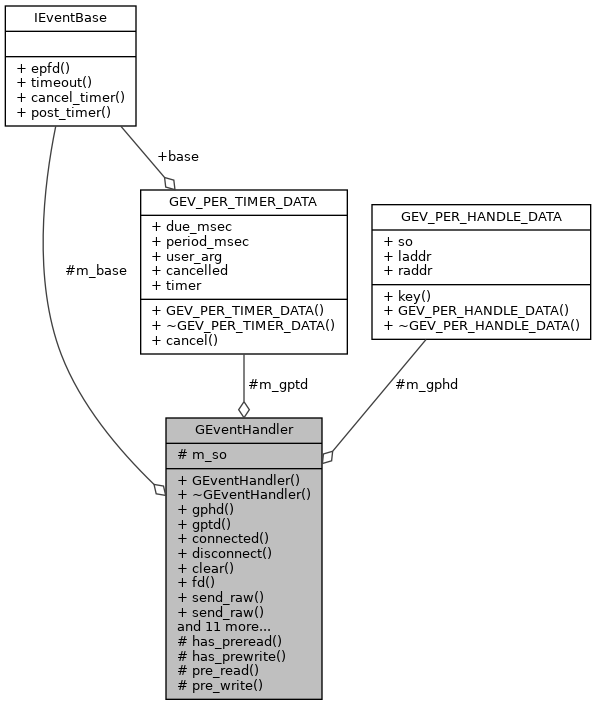 IEventBase
+ epfd()
+ timeout()
+ cancel_timer()
+ post_timer()
+base
GEV_PER_TIMER_DATA
+ due_msec
+ period_msec
+ user_arg
+ cancelled
+ timer
+ GEV_PER_TIMER_DATA()
+ ~GEV_PER_TIMER_DATA()
+ cancel()
GEV_PER_HANDLE_DATA
+ so
+ laddr
+ raddr
+ key()
+ GEV_PER_HANDLE_DATA()
+ ~GEV_PER_HANDLE_DATA()
#m_base
#m_gptd
#m_gphd
GEventHandler
# m_so
+ GEventHandler()
+ ~GEventHandler()
+ gphd()
+ gptd()
+ connected()
+ disconnect()
+ clear()
+ fd()
+ send_raw()
+ send_raw()
and 11 more...
# has_preread()
# has_prewrite()
# pre_read()
# pre_write()